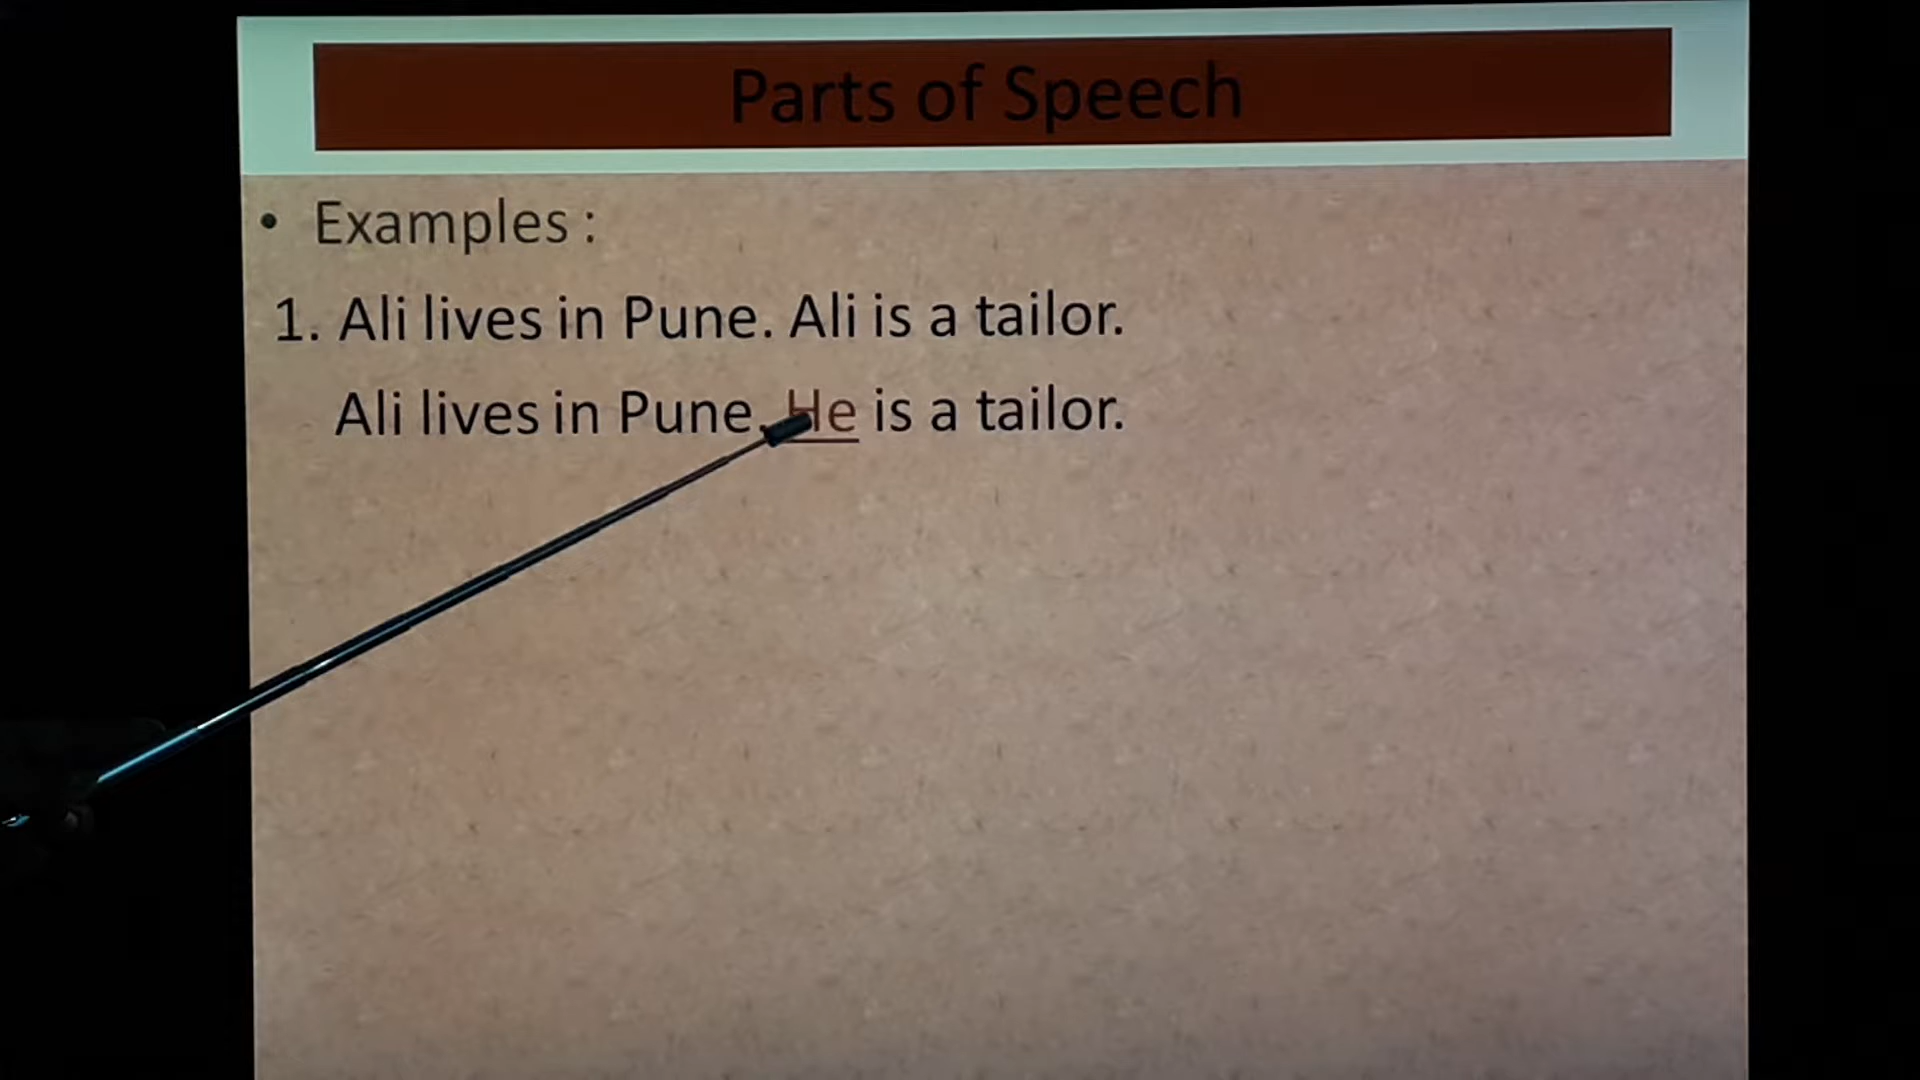 Parts of Speech
• Examples :
1. Ali lives in Pune. Ali is a tailor.
Ali lives in Pune. He is a tailor.